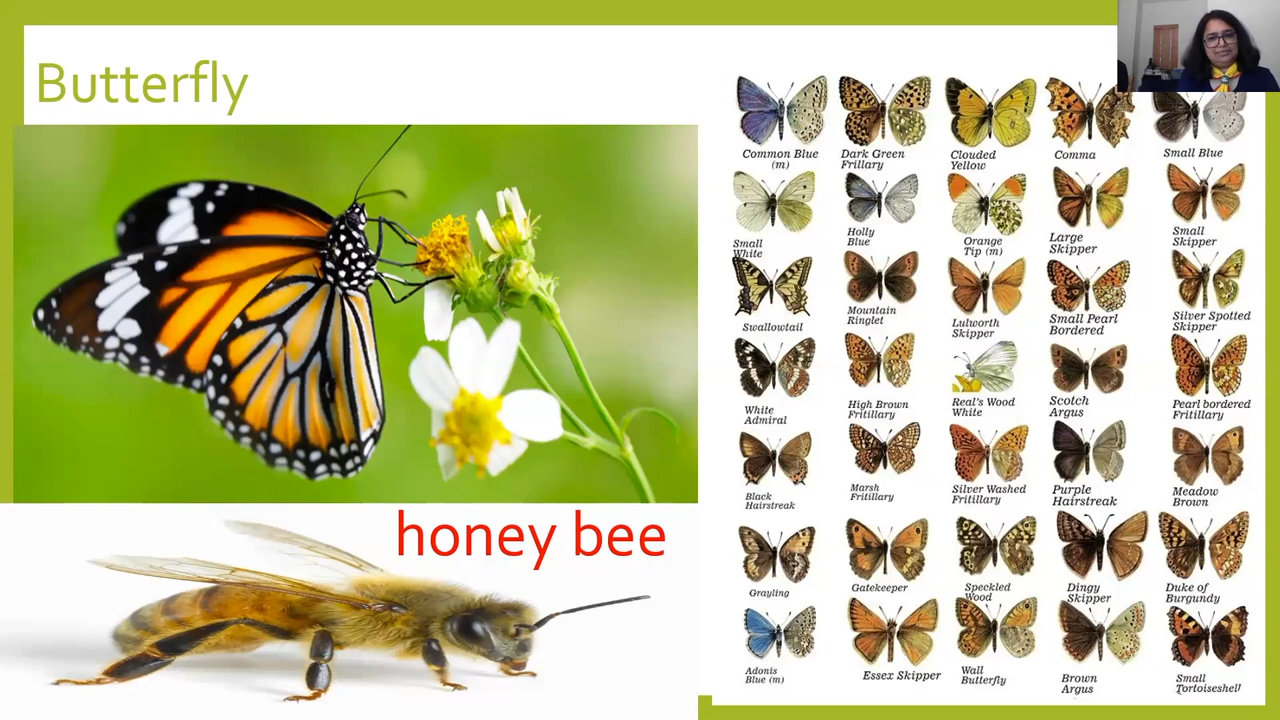 Butterfly
honey bee
Common Blue
(m)
Dark Green
Frillary
Clouded
Yellow
Comma
Small Blue
Small
White
Holly
Blue
Orange
Tip (m)
Large
Skipper
Small
Skipper
Swallowtail
Mountain
Ringlet
Lulworth
Skipper
Small Pearl
Bordered
Silver Spotted
Skipper
White
Admiral
High Brown
Fritillary
Real's Wood
White
Scotch
Argus
Pearl bordered
Fritillary
Black
Hairstreak
Marsh
Fritillary
Silver Washed
Fritillary
Purple
Hairstreak
Meadow
Brown
Grayling
Gatekeeper
Speckled
Wood
Dingy
Skipper
Duke of
Burgundy
Adonis
Blue (m)
Essex Skipper
Wall
Butterfly
Brown
Argus
Small
Tortoiseshell